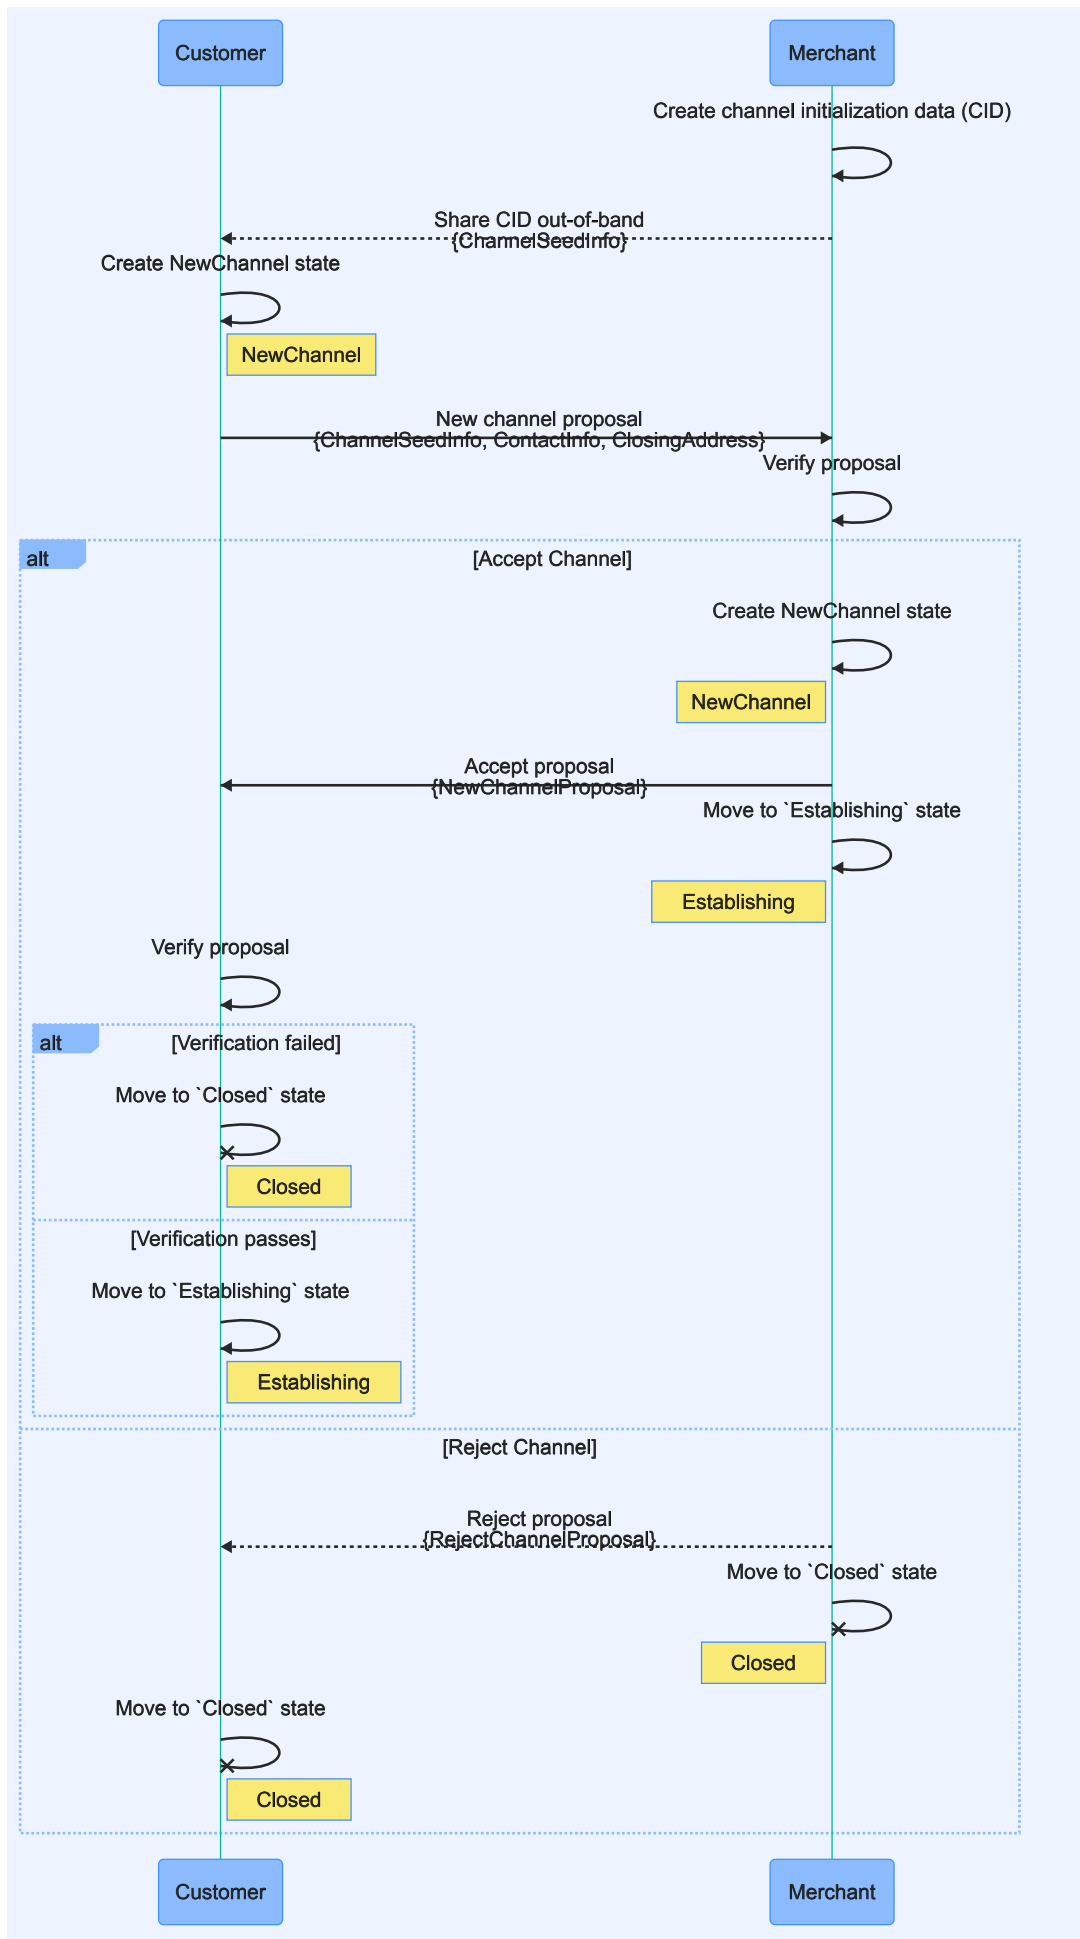 Customer
Merchant
Create channel initialization data (CID)
Share CID out-of-band
{ChannelSeedInfo}
Create NewChannel state
NewChannel
New channel proposal
{ChannelSeedInfo, ContactInfo, ClosingAddress}
Verify proposal
alt
[Accept Channel]
Create NewChannel state
NewChannel
Accept proposal
{NewChannelProposal}
Move to `Establishing` state
Establishing
Verify proposal
alt
[Verification failed]
Move to `Closed` state
Closed
[Verification passes]
Move to `Establishing` state
Establishing
[Reject Channel]
Reject proposal
{RejectChannelProposal}
Move to `Closed` state
Closed
Move to `Closed` state
Closed
Customer
Merchant